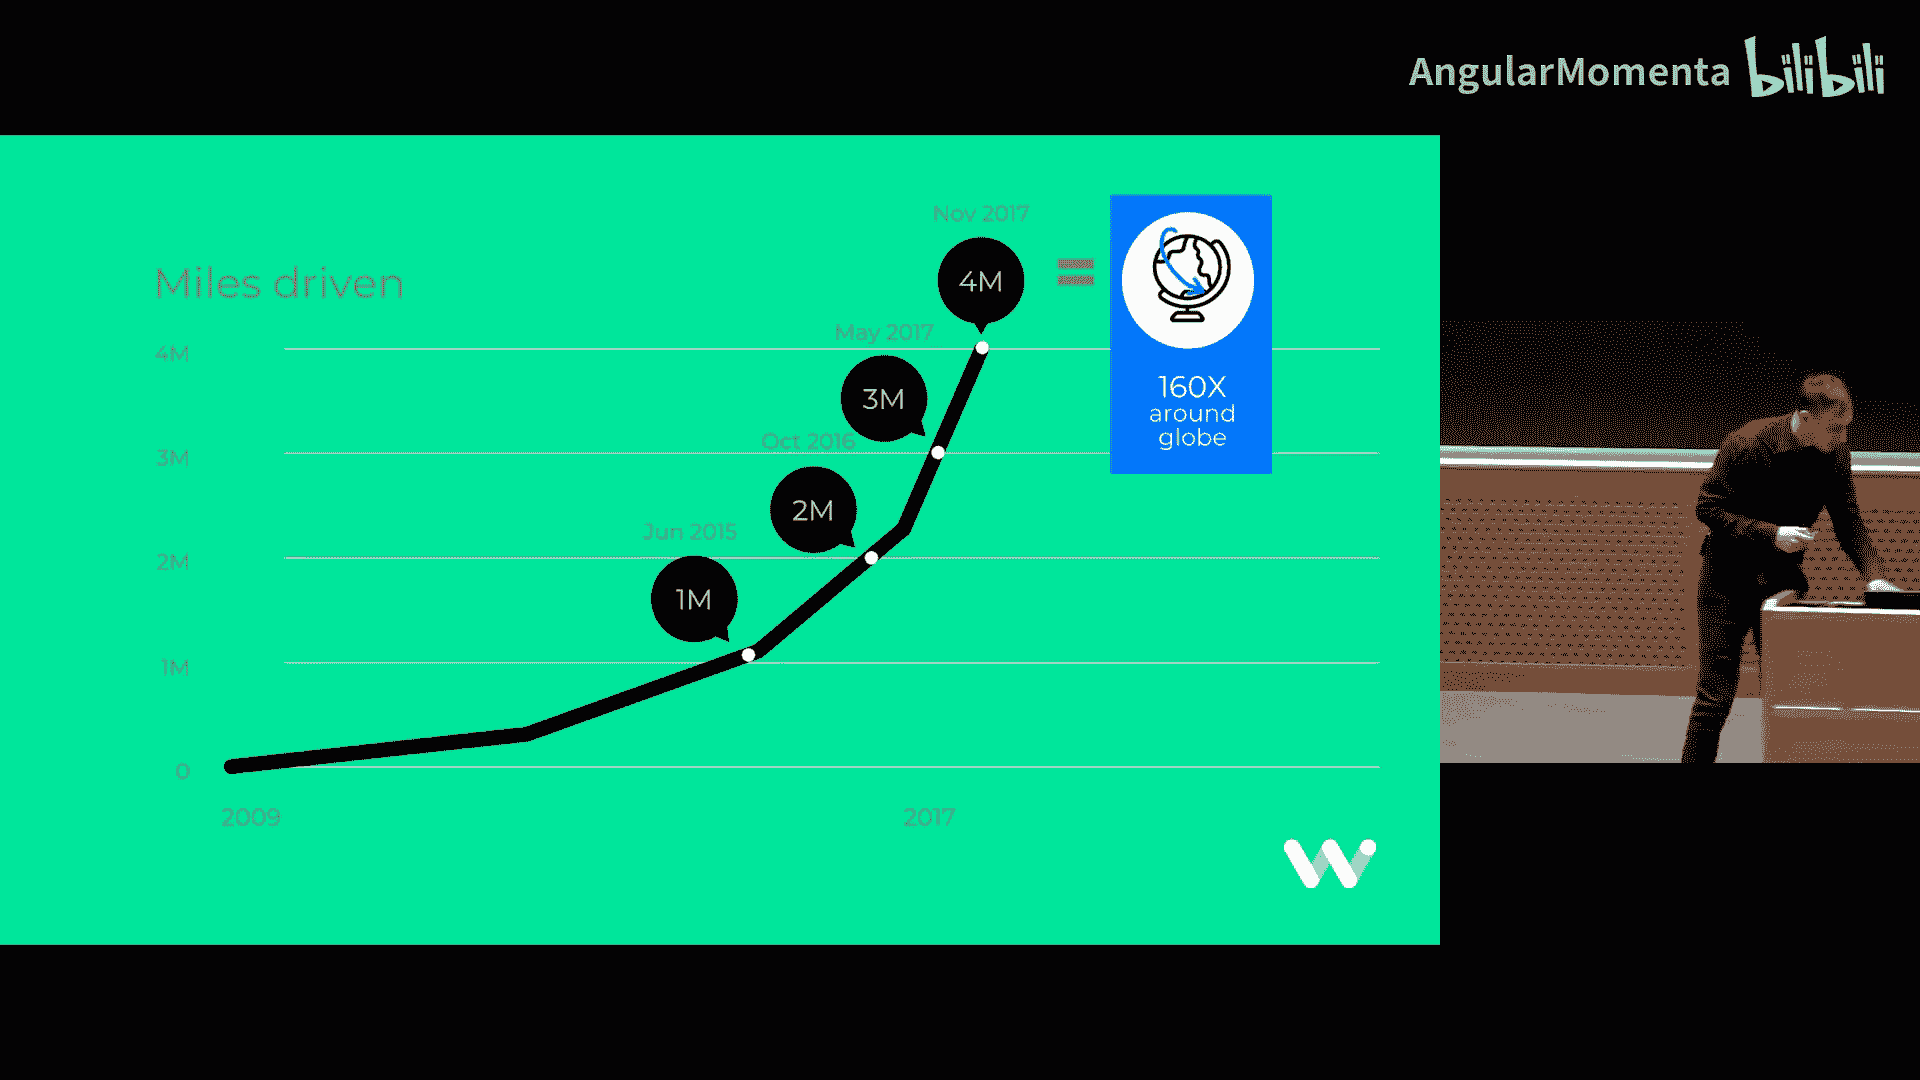 AngularMomenta bilibili
Nov 2017
Miles driven
4M
=
May 2017
4M
3M
160X
around
globe
Oct 2016
3M
2M
Jun 2015
2M
1M
1M
0
2009
2017